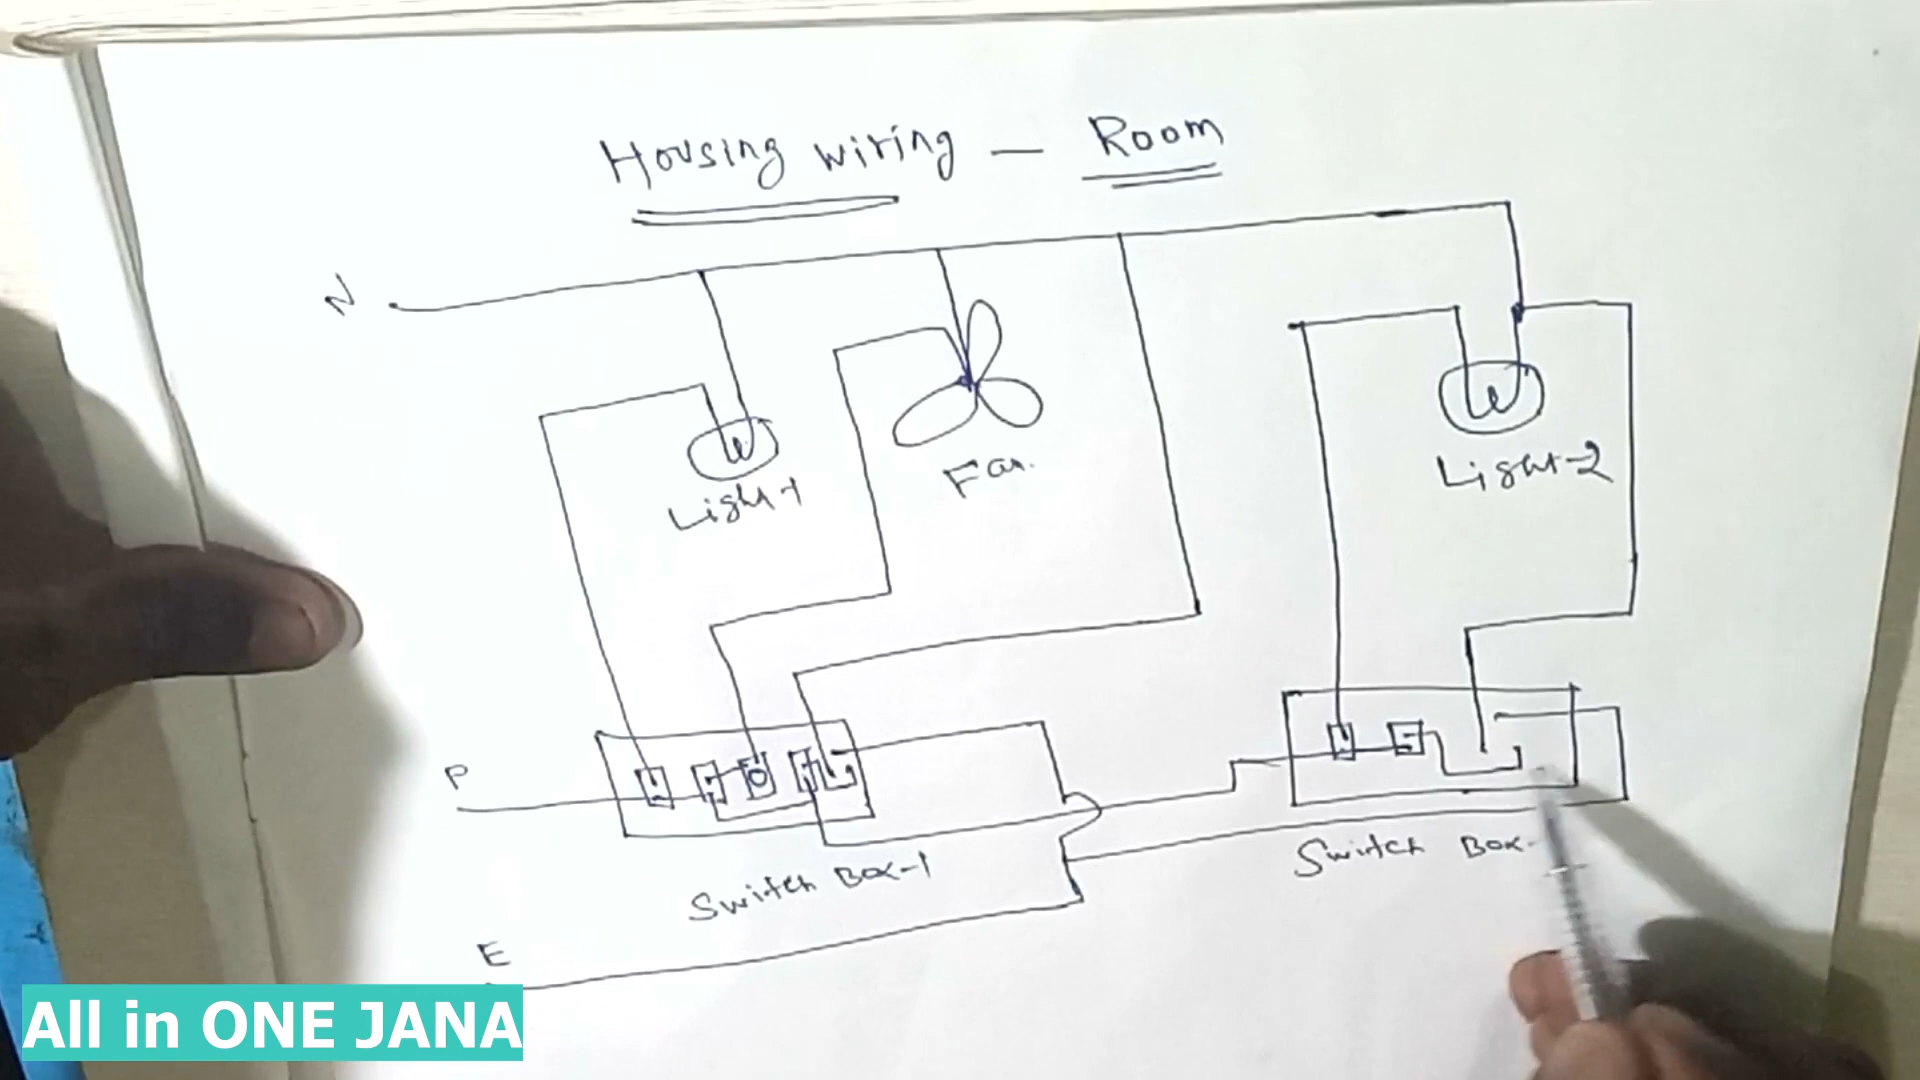 Housing wiring — Room
N
Light-1
Fan.
Light-2
P
Switch Box-1
Switch Box-
E
All in ONE JANA